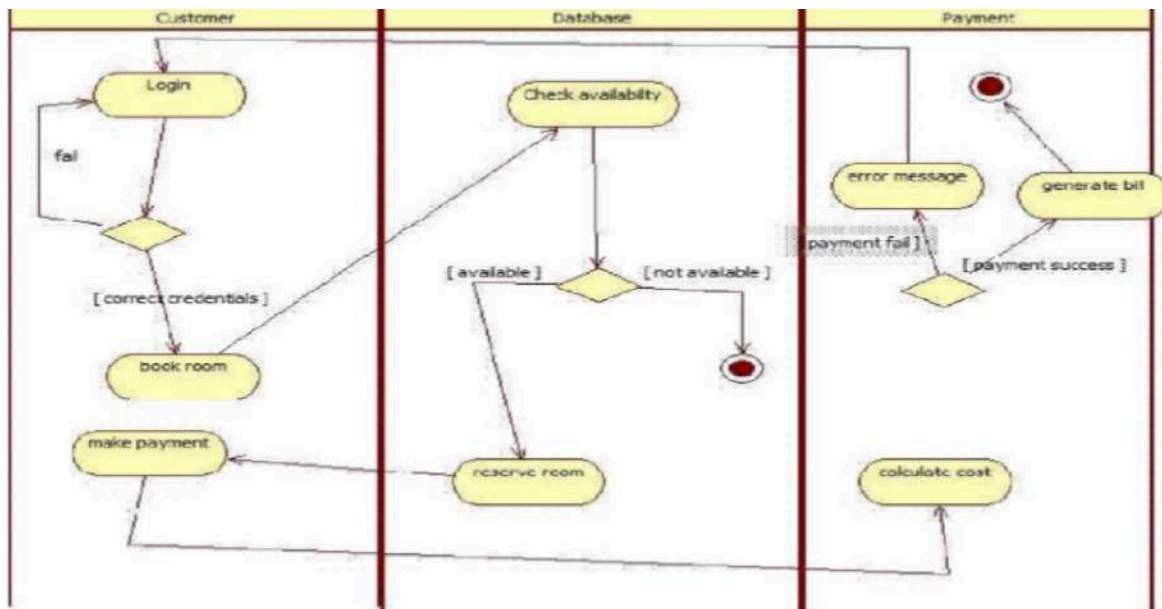 Customer
Database
Payment
Login
Check availabilty
fail
error message
generate bill
[ payment fail ]
[ available ]
[ not available ]
[ payment success ]
[ correct credentials ]
book room
make payment
reserve room
calculate cost